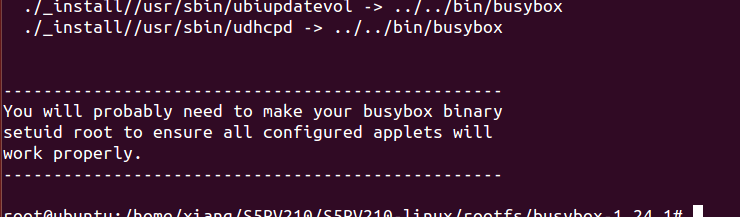 ./_install//usr/sbin/ubiupdatevol -> ../../bin/busybox
./_install//usr/sbin/udhcpd -> ../../bin/busybox
--------------------------------------------------
You will probably need to make your busybox binary
setuid root to ensure all configured applets will
work properly.
--------------------------------------------------
root@ubuntu:/home/xiang/S5PV210/S5PV210-linux/rootfs/busybox-1.24.1#